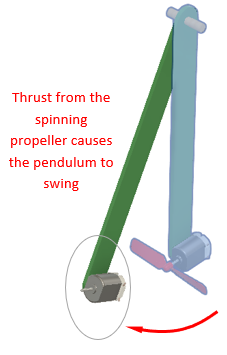 Thrust from the
spinning
propeller causes
the pendulum to
swing